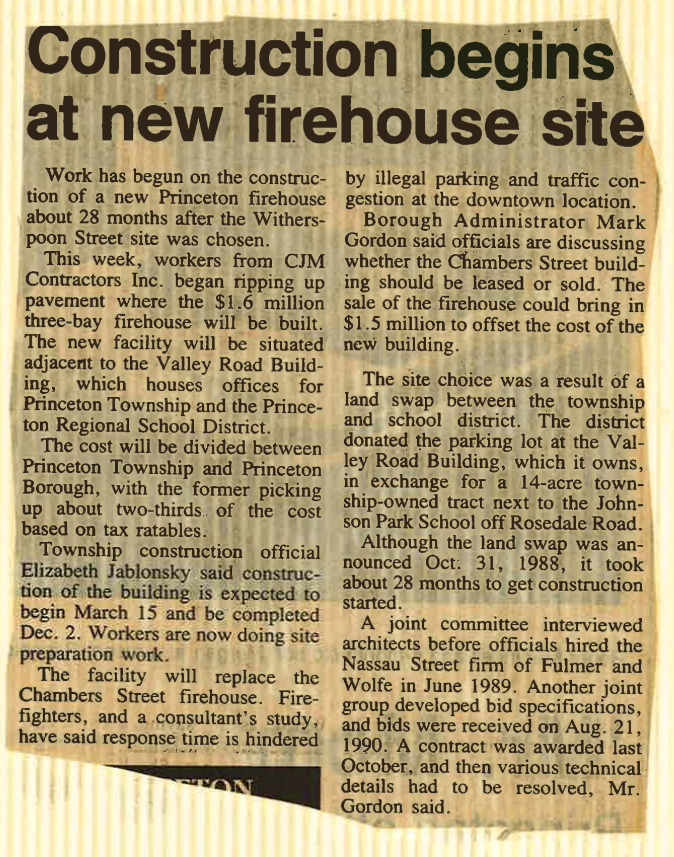 Construction begins
at new firehouse site
Work has begun on the construc-
tion of a new Princeton firehouse
about 28 months after the Withers-
poon Street site was chosen.
This week, workers from CJM
Contractors Inc. began ripping up
pavement where the $1.6 million
three-bay firehouse will be built.
The new facility will be situated
adjacent to the Valley Road Build-
ing, which houses offices for
Princeton Township and the Prince-
ton Regional School District.
The cost will be divided between
Princeton Township and Princeton
Borough, with the former picking
up about two-thirds of the cost
based on tax ratables.
Township construction official
Elizabeth Jablonsky said construc-
tion of the building is expected to
begin March 15 and be completed
Dec. 2. Workers are now doing site
preparation work.
The facility will replace the
Chambers Street firehouse. Fire-
fighters, and a consultant's study,
have said response time is hindered
by illegal parking and traffic con-
gestion at the downtown location.
Borough Administrator Mark
Gordon said officials are discussing
whether the Chambers Street build-
ing should be leased or sold. The
sale of the firehouse could bring in
$1.5 million to offset the cost of the
new building.
The site choice was a result of a
land swap between the township
and school district. The district
donated the parking lot at the Val-
ley Road Building, which it owns,
in exchange for a 14-acre town-
ship-owned tract next to the John-
son Park School off Rosedale Road.
Although the land swap was an-
nounced Oct. 31, 1988, it took
about 28 months to get construction
started.
A joint committee interviewed
architects before officials hired the
Nassau Street firm of Fulmer and
Wolfe in June 1989. Another joint
group developed bid specifications,
and bids were received on Aug. 21,
1990. A contract was awarded last
October, and then various technical
details had to be resolved, Mr.
Gordon said.